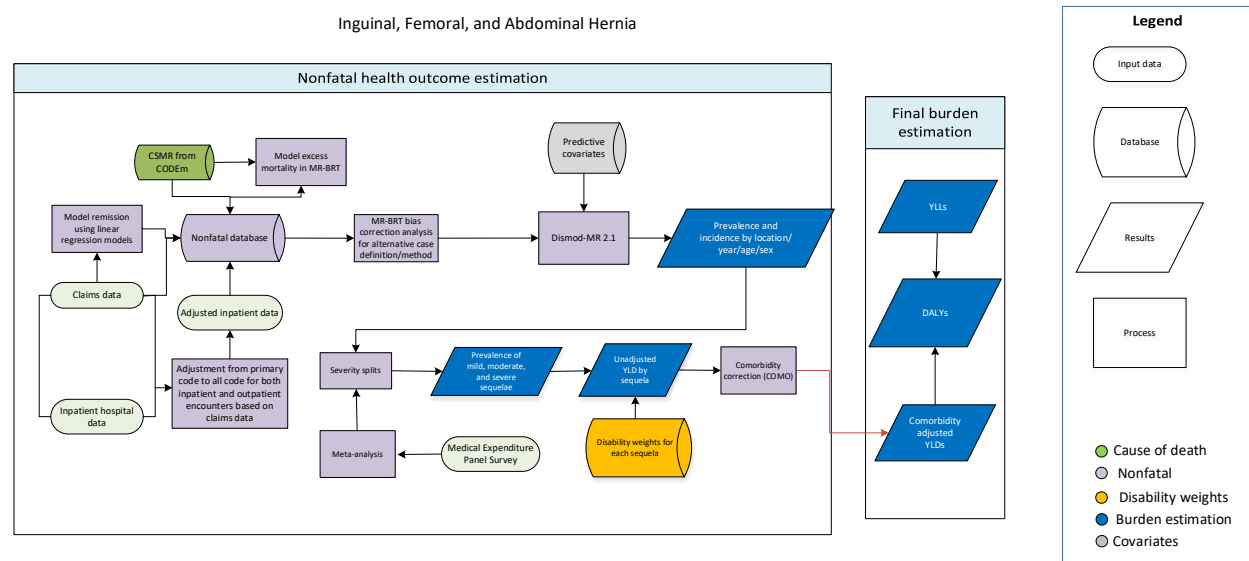 Inguinal, Femoral, and Abdominal Hernia
Nonfatal health outcome estimation
CSMR from
CODEm
Model excess
mortality in MR-BRT
Predictive
covariates
Model remission
using linear
regression models
Nonfatal database
MR-BRT bias
correction analysis
for alternative case
definition/method
Dismod-MR 2.1
Prevalence and
incidence by location/
year/age/sex
Claims data
Adjusted inpatient data
Adjustment from primary
code to all code for both
inpatient and outpatient
encounters based on
claims data
Inpatient hospital
data
Severity splits
Prevalence of
mild, moderate,
and severe
sequelae
Unadjusted
YLD by
sequela
Comorbidity
correction (COMO)
Meta-analysis
Medical Expenditure
Panel Survey
Disability weights for
each sequela
Final burden
estimation
YLLs
DALYs
Comorbidity
adjusted
YLDs
Legend
Input data
Database
Results
Process
Cause of death
Nonfatal
Disability weights
Burden estimation
Covariates